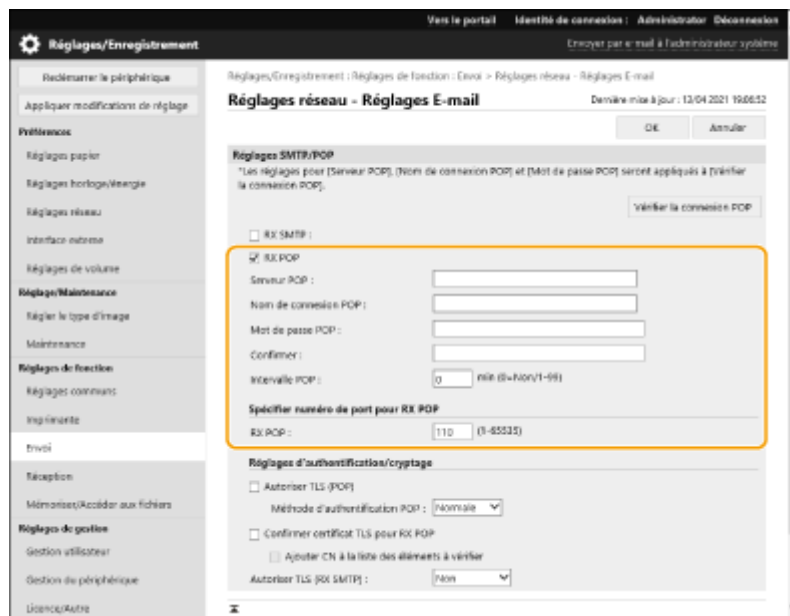 Vers le portail Identité de connexion : Administrator Déconnexion
Réglages/Enregistrement
Envoyer par e-mail à l'administrateur système
Redémarrer le périphérique
Appliquer modifications de réglage
Préférences
Réglages papier
Réglages horloge/énergie
Réglages réseau
Interface externe
Réglages de volume
Réglage/Maintenance
Régler le type d'image
Maintenance
Réglages de fonction
Réglages communs
Imprimante
Envoi
Réception
Mémoriser/Accéder aux fichiers
Réglages de gestion
Gestion utilisateur
Gestion du périphérique
Licence/Autre
Réglages/Enregistrement : Réglages de fonction : Envoi > Réglages réseau - Réglages E-mail
Réglages réseau - Réglages E-mail
Dernière mise à jour : 13/04 2021 19:06:52
OK Annuler
Réglages SMTP/POP
*Les réglages pour [Serveur POP], [Nom de connexion POP] et [Mot de passe POP] seront appliqués à [Vérifier
la connexion POP].
Vérifier la connexion POP
RX SMTP :
RX POP
Serveur POP :
Nom de connexion POP :
Mot de passe POP :
Confirmer :
Intervalle POP : 0 min (0=Non/1-99)
Spécifier numéro de port pour RX POP
RX POP : 110 (1-65535)
Réglages d'authentification/cryptage
Autoriser TLS (POP)
Méthode d'authentification POP : Normale
Confirmer certificat TLS pour RX POP
Ajouter CN à la liste des éléments à vérifier
Autoriser TLS (RX SMTP) : Non